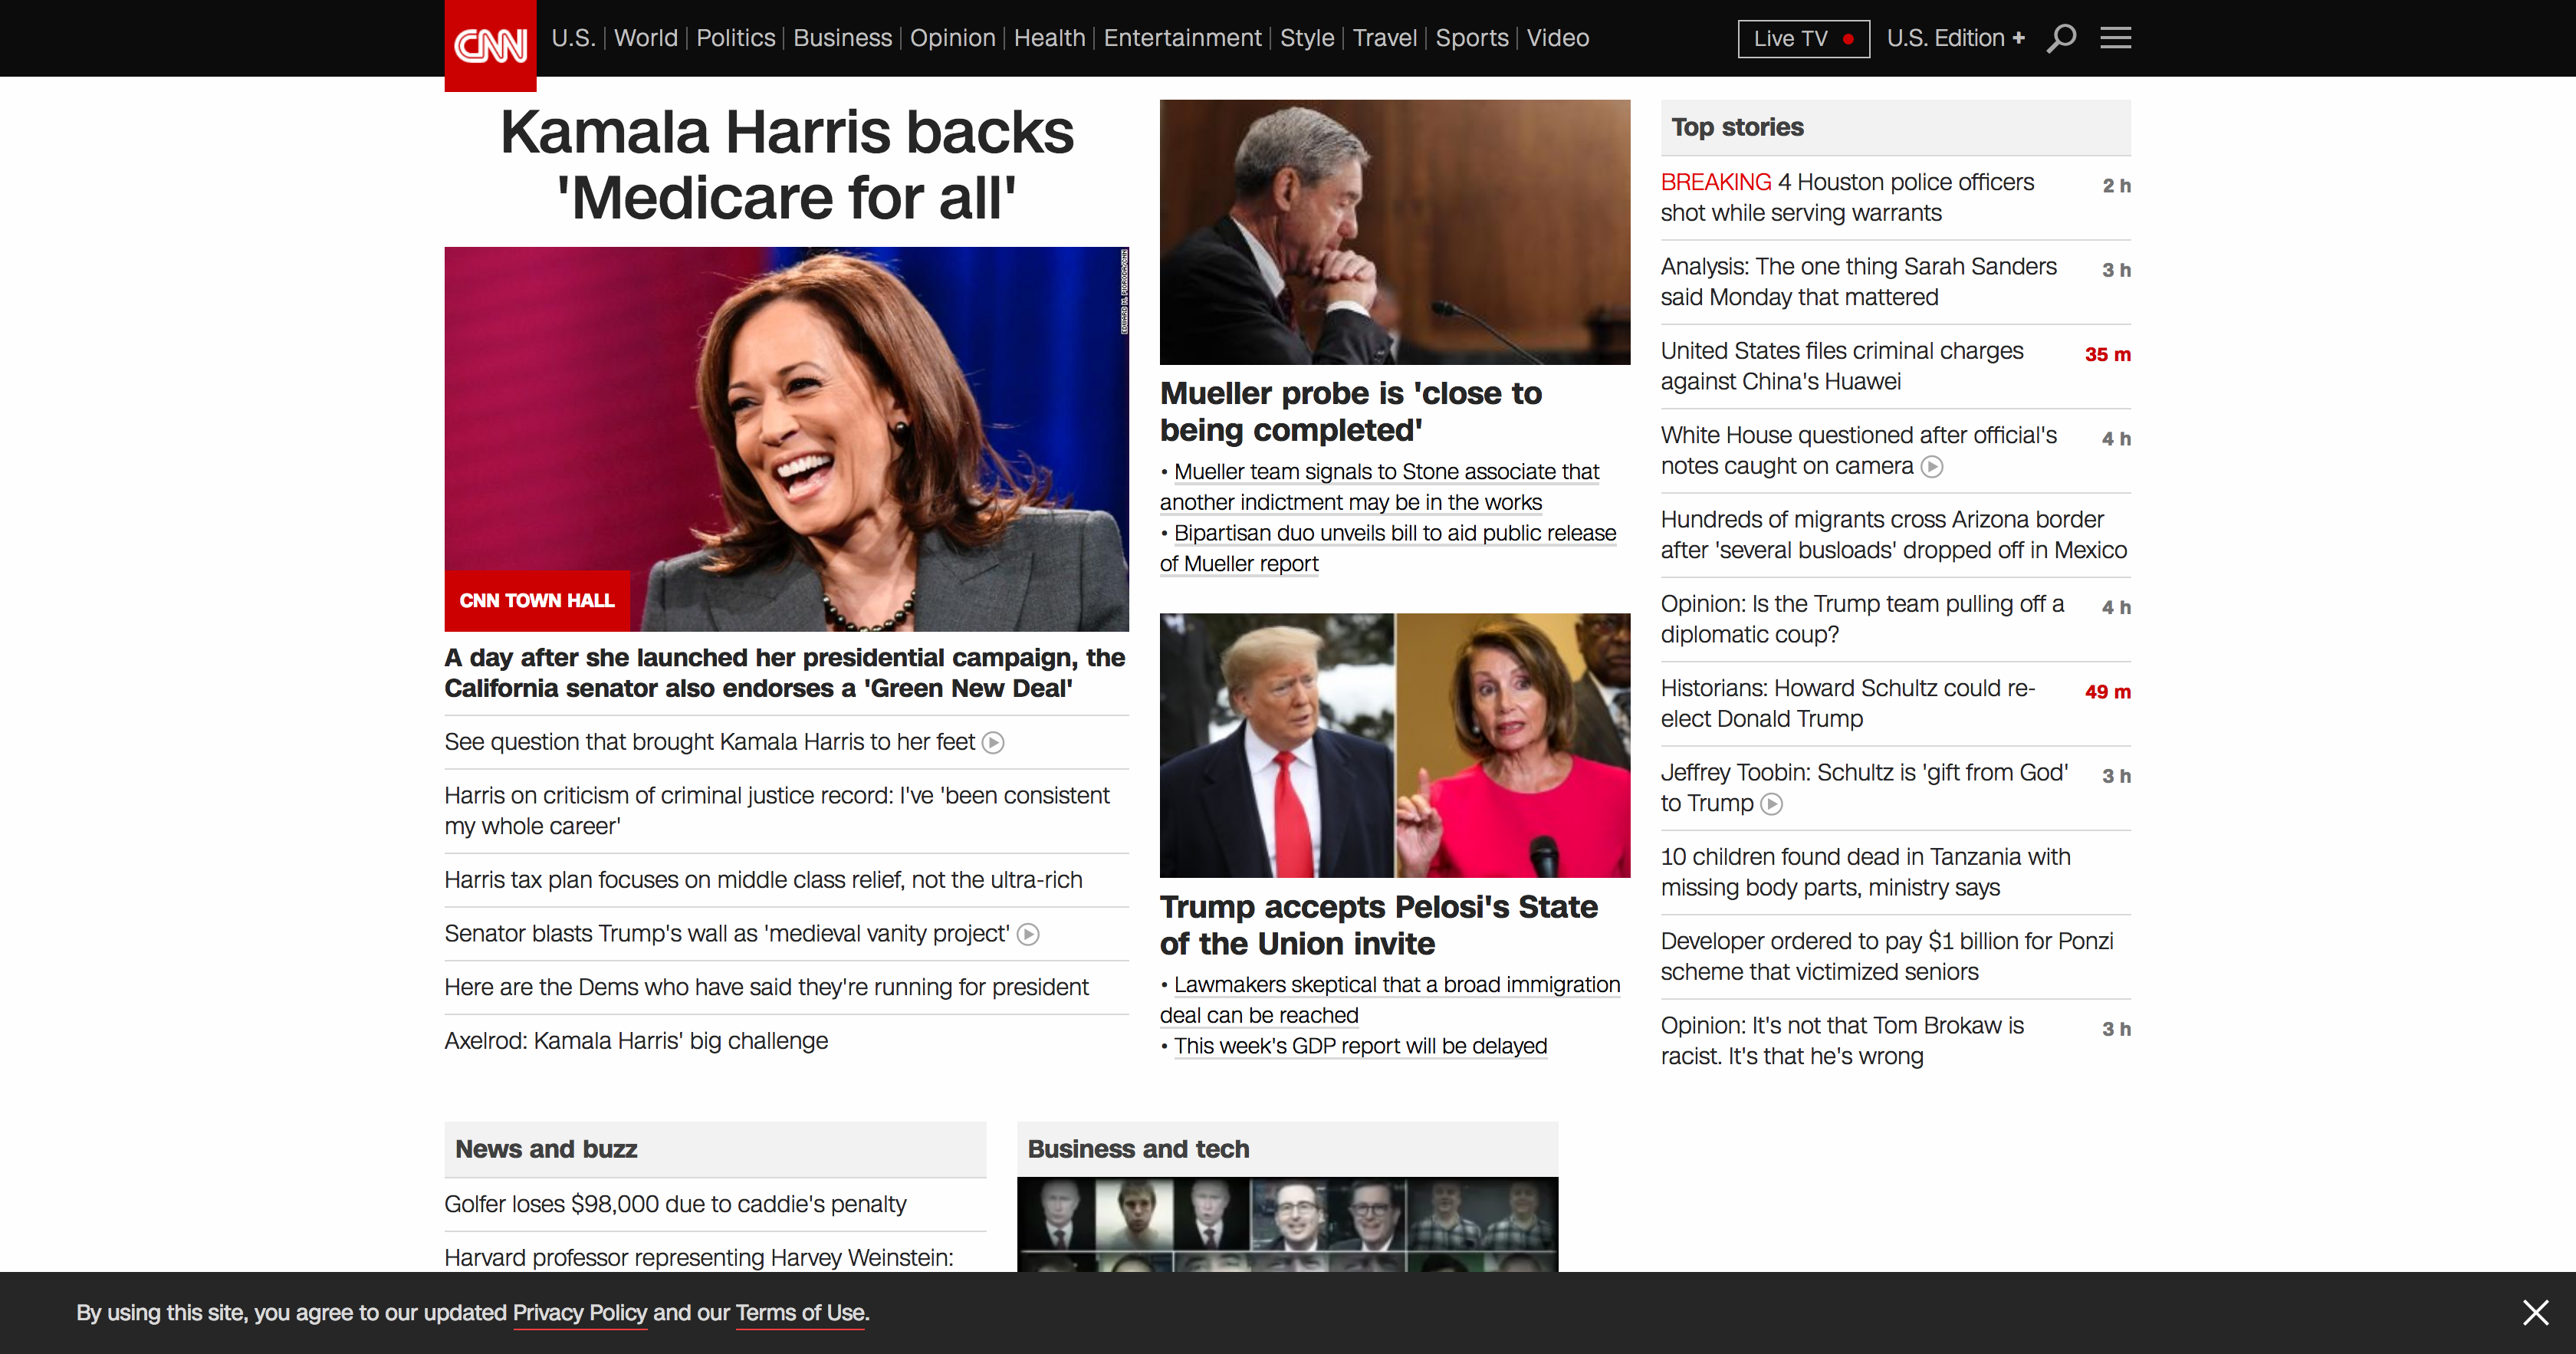 CNN
U.S.
World
Politics
Business
Opinion
Health
Entertainment
Style
Travel
Sports
Video
Live TV
U.S. Edition +
Kamala Harris backs
'Medicare for all'
CNN TOWN HALL
A day after she launched her presidential campaign, the
California senator also endorses a 'Green New Deal'
See question that brought Kamala Harris to her feet
Harris on criticism of criminal justice record: I've 'been consistent
my whole career'
Harris tax plan focuses on middle class relief, not the ultra-rich
Senator blasts Trump's wall as 'medieval vanity project'
Here are the Dems who have said they're running for president
Axelrod: Kamala Harris' big challenge
Mueller probe is 'close to
being completed'
• Mueller team signals to Stone associate that
another indictment may be in the works
• Bipartisan duo unveils bill to aid public release
of Mueller report
Trump accepts Pelosi's State
of the Union invite
• Lawmakers skeptical that a broad immigration
deal can be reached
• This week's GDP report will be delayed
Top stories
BREAKING 4 Houston police officers
shot while serving warrants
2 h
Analysis: The one thing Sarah Sanders
said Monday that mattered
3 h
United States files criminal charges
against China's Huawei
35 m
White House questioned after official's
notes caught on camera
4 h
Hundreds of migrants cross Arizona border
after 'several busloads' dropped off in Mexico
Opinion: Is the Trump team pulling off a
diplomatic coup?
4 h
Historians: Howard Schultz could re-
elect Donald Trump
49 m
Jeffrey Toobin: Schultz is 'gift from God'
to Trump
3 h
10 children found dead in Tanzania with
missing body parts, ministry says
Developer ordered to pay $1 billion for Ponzi
scheme that victimized seniors
Opinion: It's not that Tom Brokaw is
racist. It's that he's wrong
3 h
News and buzz
Golfer loses $98,000 due to caddie's penalty
Harvard professor representing Harvey Weinstein:
Business and tech
By using this site, you agree to our updated Privacy Policy and our Terms of Use.